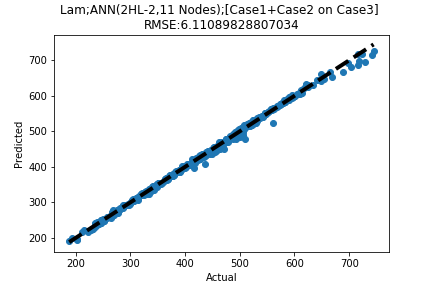 Lam;ANN(2HL-2,11 Nodes);[Case1+Case2 on Case3]
RMSE:6.11089828807034
700
600
500
400
300
200
Predicted
200 300 400 500 600 700
Actual